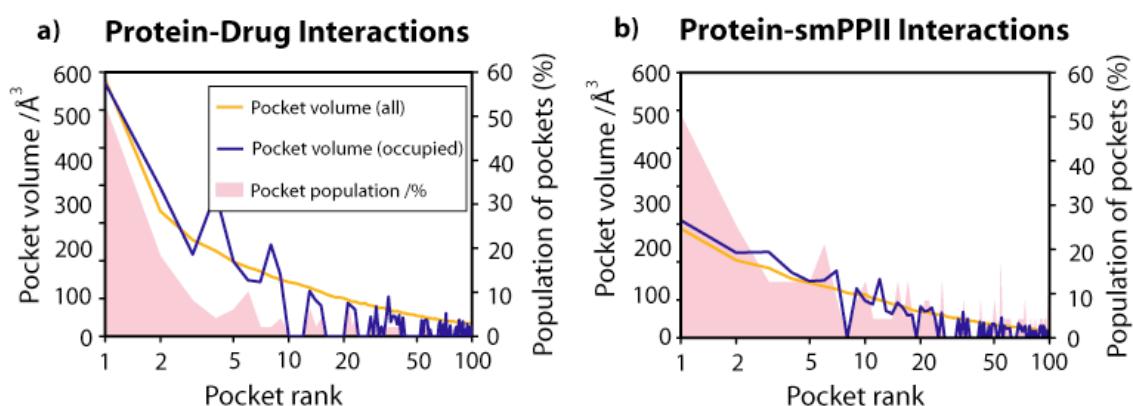 a) Protein-Drug Interactions
Pocket volume /Å³
600
500
400
300
200
100
0
Pocket volume (all)
Pocket volume (occupied)
Pocket population /%
60
50
40
30
20
10
0
Population of pockets (%)
1 2 5 10 20 50 100
Pocket rank
b) Protein-smPPII Interactions
Pocket volume /Å³
600
500
400
300
200
100
0
60
50
40
30
20
10
0
Population of pockets (%)
1 2 5 10 20 50 100
Pocket rank